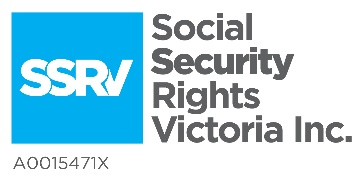 SSRV
Social
Security
Rights
Victoria Inc.
A0015471X